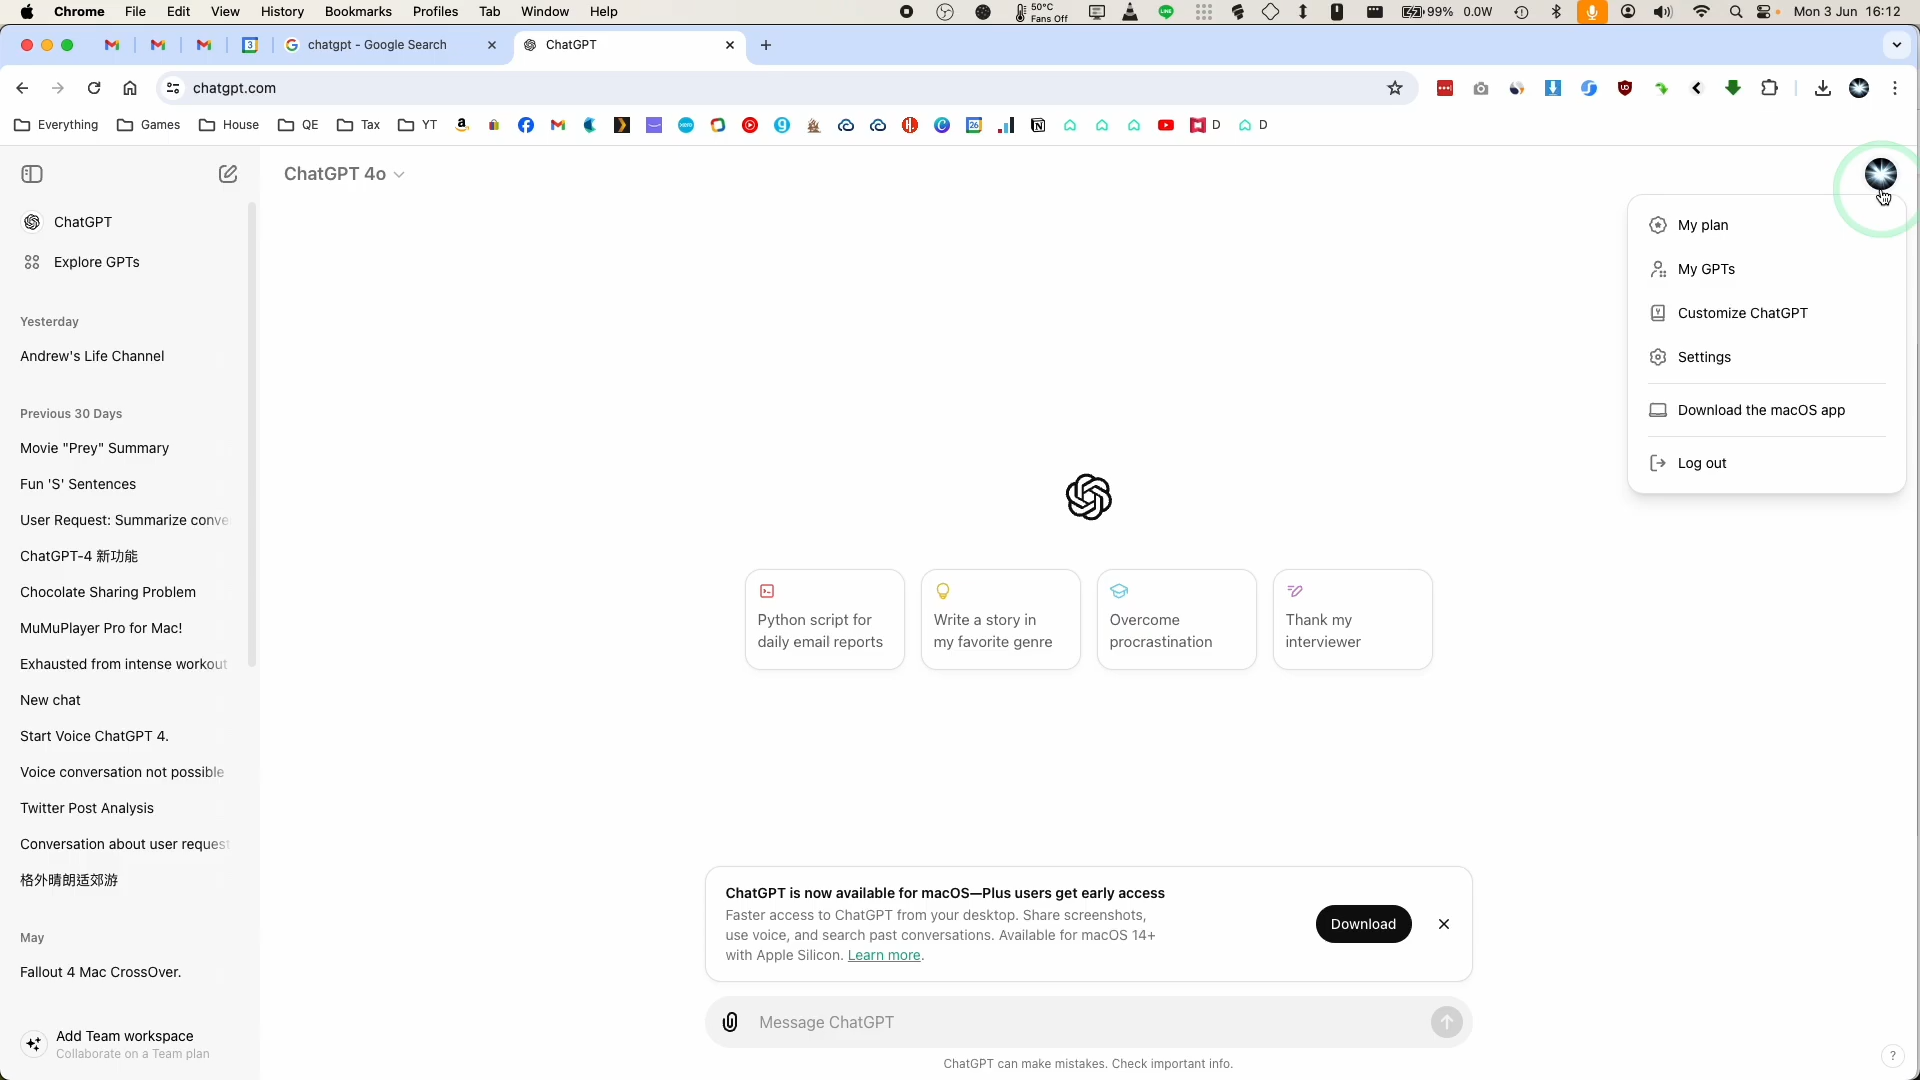 Chrome File Edit View History Bookmarks Profiles Tab Window Help
50°C
Fans Off
99% 0.0W
Mon 3 Jun 16:12
3
chatgpt - Google Search
ChatGPT
chatgpt.com
Everything Games House QE Tax YT
D D
ChatGPT
Explore GPTs
Yesterday
Andrew's Life Channel
Previous 30 Days
Movie "Prey" Summary
Fun 'S' Sentences
User Request: Summarize conve
ChatGPT-4 新功能
Chocolate Sharing Problem
MuMuPlayer Pro for Mac!
Exhausted from intense workout
New chat
Start Voice ChatGPT 4.
Voice conversation not possible
Twitter Post Analysis
Conversation about user request
格外晴朗适郊游
May
Fallout 4 Mac CrossOver.
Add Team workspace
Collaborate on a Team plan
ChatGPT 4o
My plan
My GPTs
Customize ChatGPT
Settings
Download the macOS app
Log out
Python script for
daily email reports
Write a story in
my favorite genre
Overcome
procrastination
Thank my
interviewer
ChatGPT is now available for macOS—Plus users get early access
Faster access to ChatGPT from your desktop. Share screenshots,
use voice, and search past conversations. Available for macOS 14+
with Apple Silicon. Learn more.
Download
Message ChatGPT
ChatGPT can make mistakes. Check important info.
?